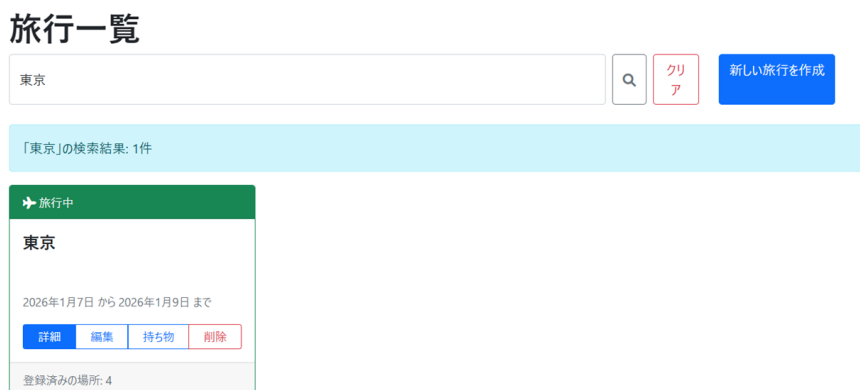 旅行一覧
東京
クリア
新しい旅行を作成
「東京」の検索結果: 1件
旅行中
東京
2026年1月7日 から 2026年1月9日 まで
詳細 編集 持ち物 削除
登録済みの場所: 4